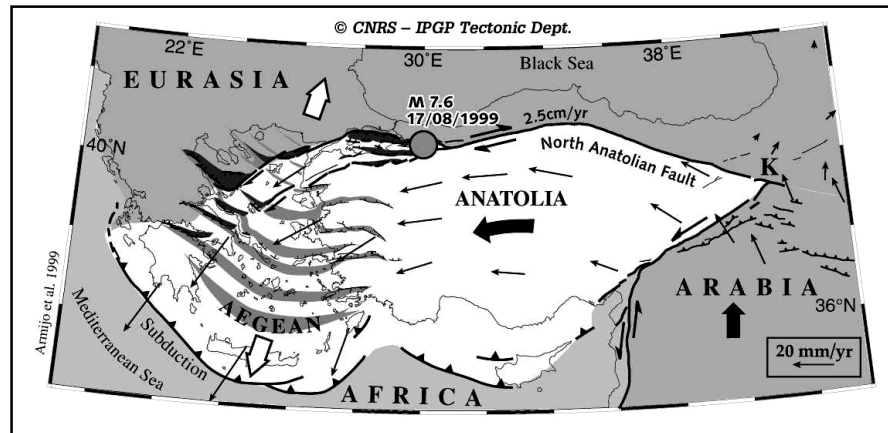 © CNRS – IPGP Tectonic Dept.
22°E
30°E
38°E
EURASIA
Black Sea
M 7.6
17/08/1999
2.5cm/yr
40°N
North Anatolian Fault
K
ANATOLIA
ARABIA
36°N
AEGEAN
Armijo et al. 1999
Mediterranean Sea
Subduction
AFRICA
20 mm/yr